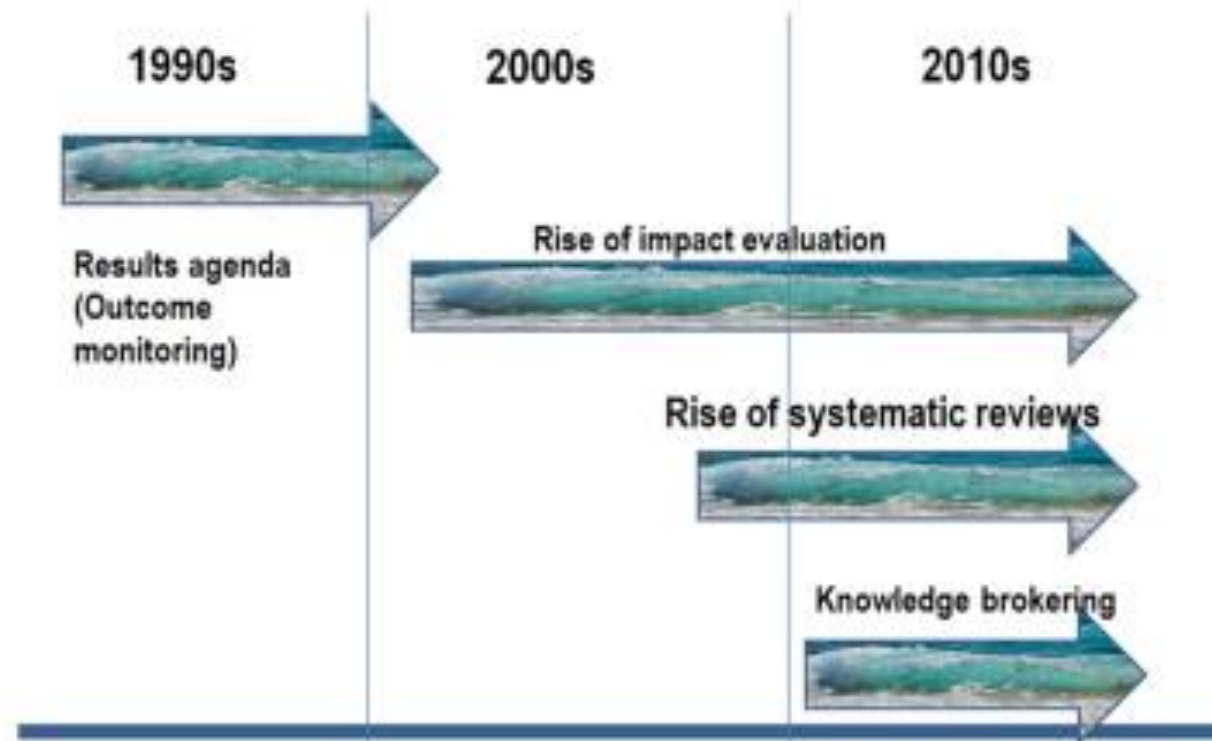 1990s
2000s
2010s
Results agenda
(Outcome
monitoring)
Rise of impact evaluation
Rise of systematic reviews
Knowledge brokering